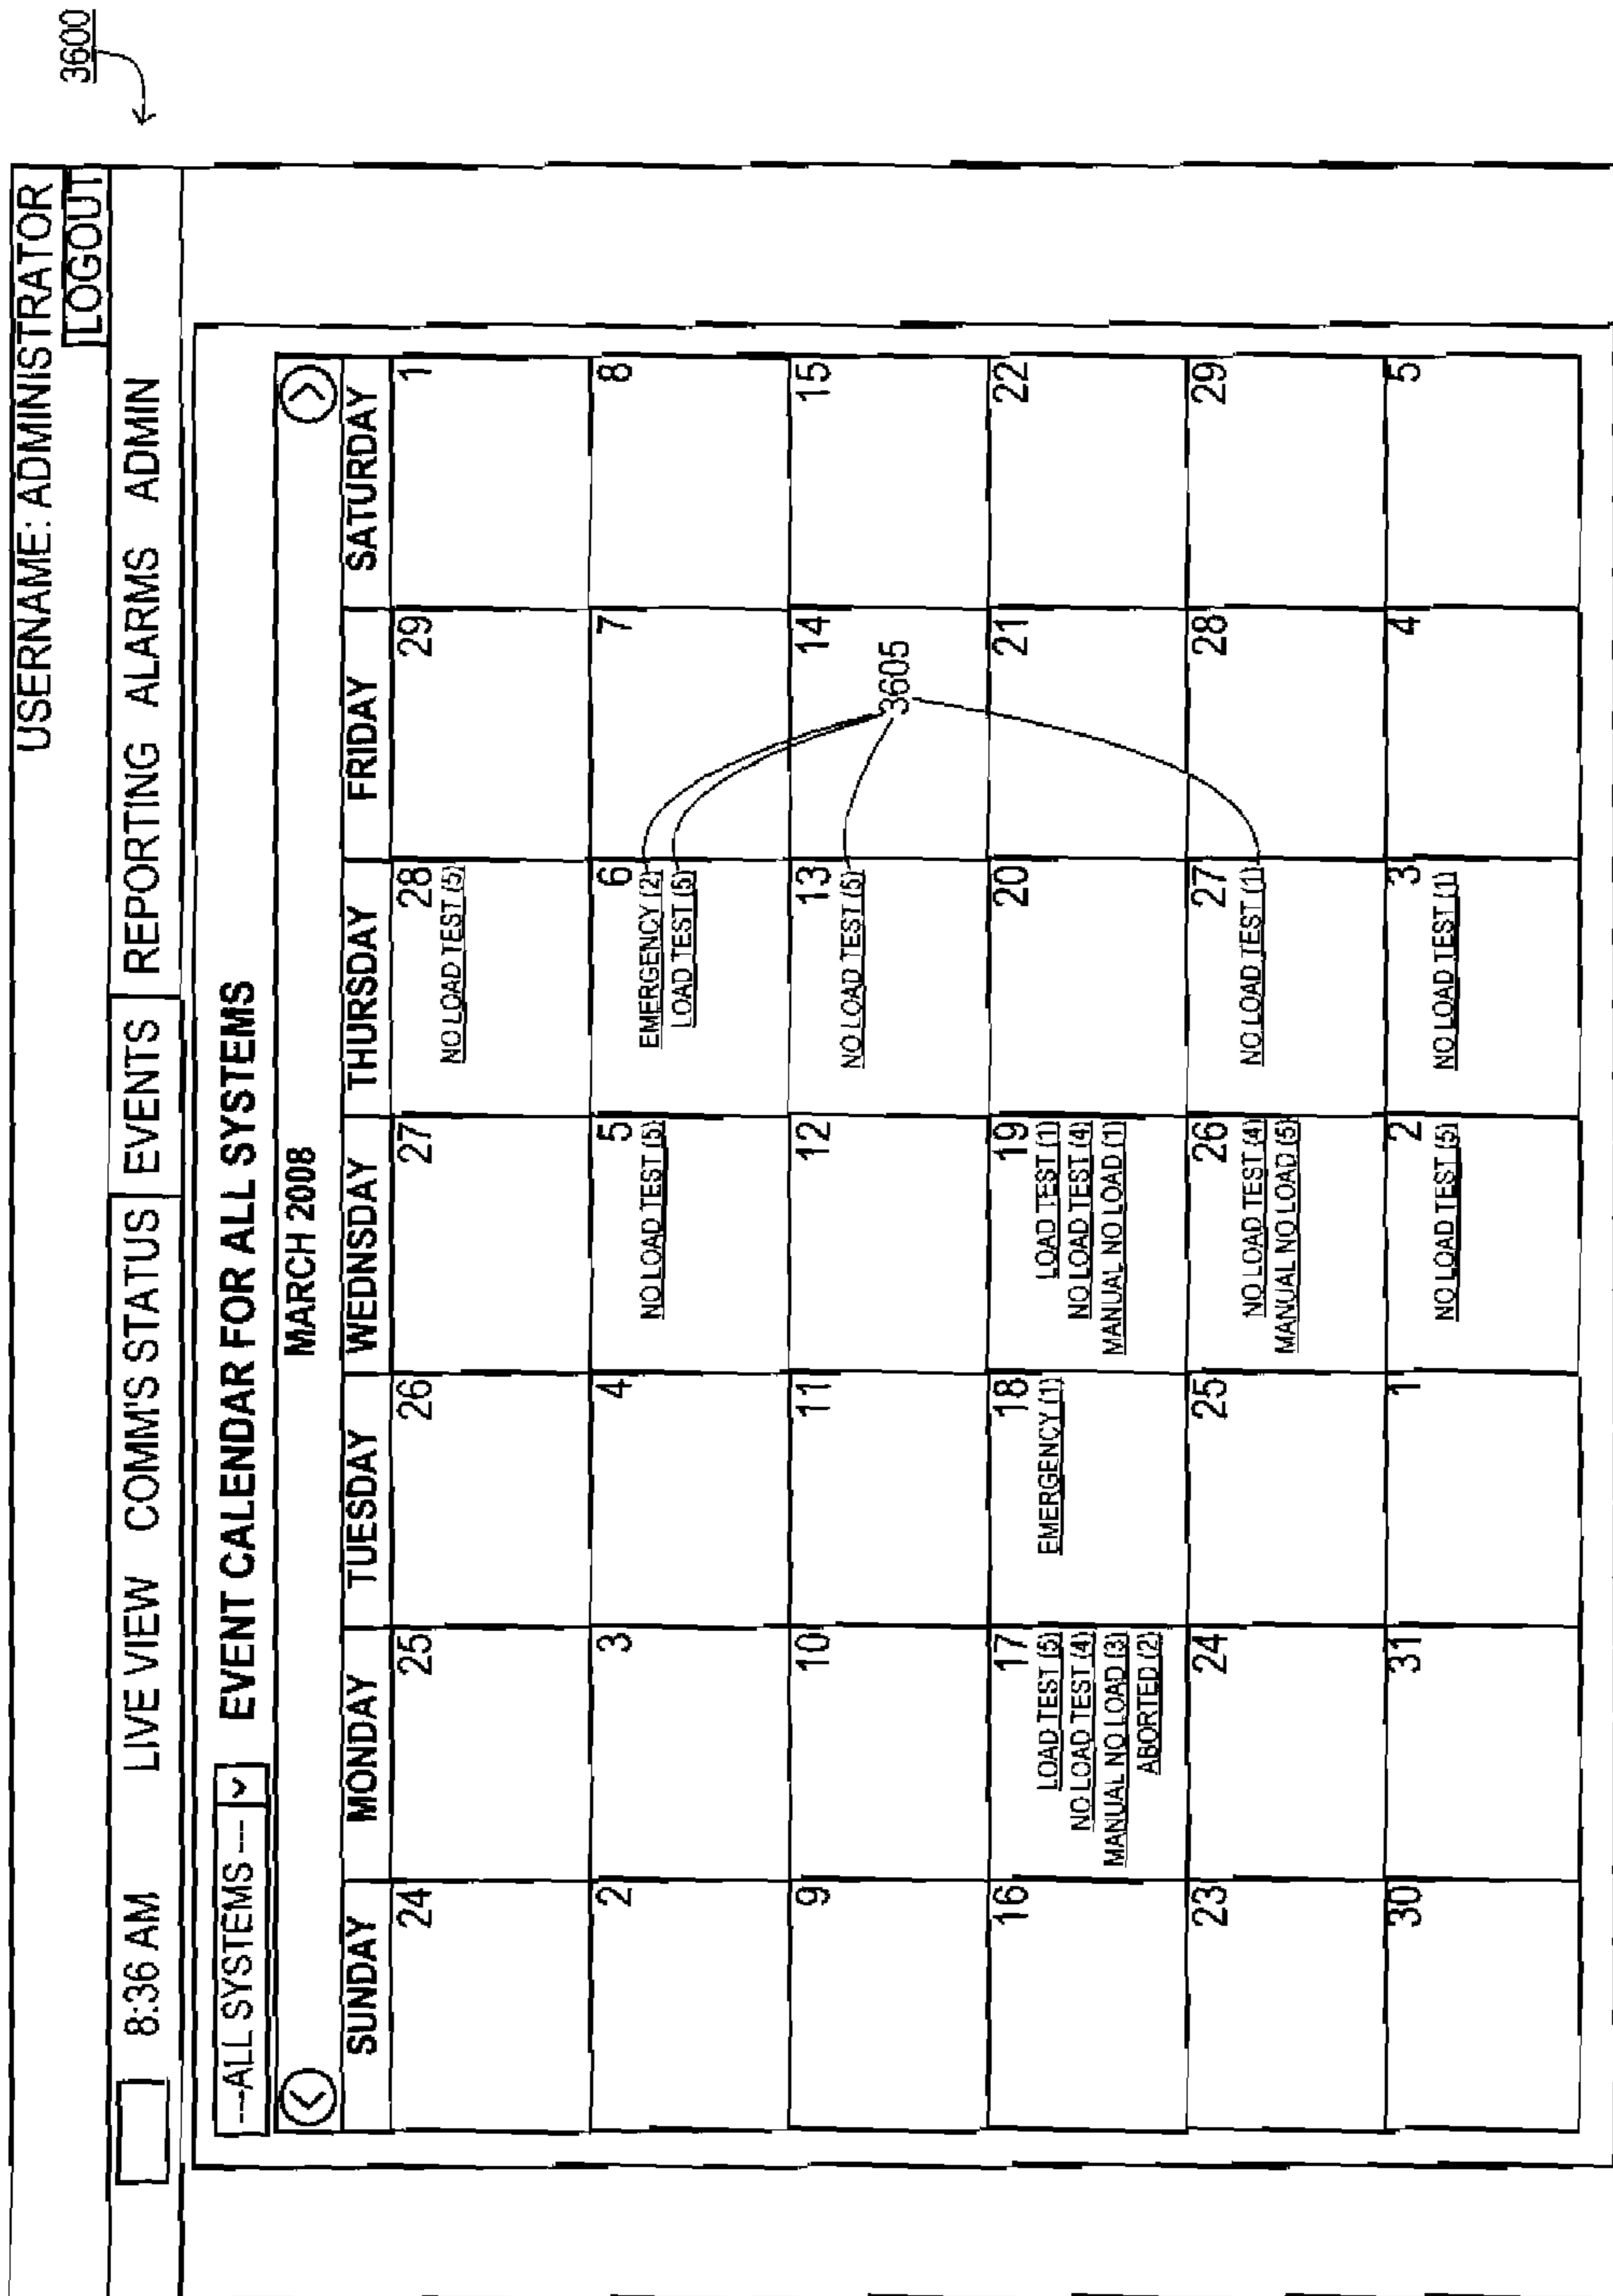 3600
USERNAME: ADMINISTRATOR
LOGOUT
8:36 AM LIVE VIEW COMM'S STATUS EVENTS REPORTING ALARMS ADMIN
---ALL SYSTEMS --- EVENT CALENDAR FOR ALL SYSTEMS
MARCH 2008
SUNDAY MONDAY TUESDAY WEDNSDAY THURSDAY FRIDAY SATURDAY
24 25 26 27 28 29 1
NO LOAD TEST (5)
2 3 4 5 6 7 8
NO LOAD TEST (5) EMERGENCY (2)
LOAD TEST (5)
9 10 11 12 13 14 15
NO LOAD TEST (5)
3605
16 17 18 19 20 21 22
LOAD TEST (5) EMERGENCY (1) LOAD TEST (1)
NO LOAD TEST (4) NO LOAD TEST (4)
MANUAL NO LOAD (3) MANUAL NO LOAD (1)
ABORTED (2)
23 24 25 26 27 28 29
NO LOAD TEST (4) NO LOAD TEST (1)
MANUAL NO LOAD (5)
30 31 1 2 3 4 5
NO LOAD TEST (5) NO LOAD TEST (1)